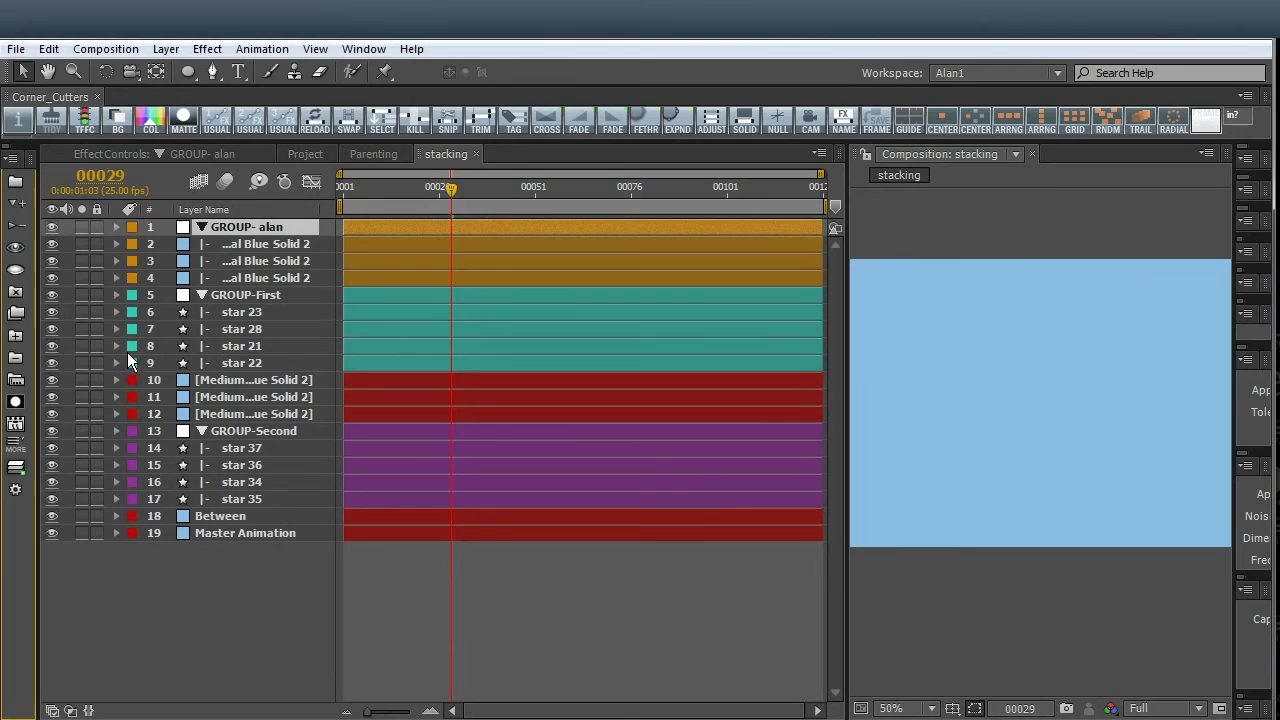 File Edit Composition Layer Effect Animation View Window Help
Workspace: Alan1 Search Help
Corner_Cutters
TIDY TFFC BG COL MATTE USUAL USUAL USUAL RELOAD SWAP KILL SNIP TRIM TAG CROSS FADE FADE FETHR EXPND ADJUST SOLID NULL CAM FX NAME SAVE FRAME GUIDE CENTER CENTER ARRNG ARRNG GRID RNDM TRAIL RADIAL in?
EffectControls: GROUP- alan Project Parenting stacking Composition: stacking
00029
0:00:01:03 (25.00 fps)
stacking
00051 00076 00101
# Layer Name
1 GROUP- alan
2 |- ...al Blue Solid 2
3 |- ...al Blue Solid 2
4 |- ...al Blue Solid 2
5 GROUP-First
6 |- star 23
7 |- star 28
8 |- star 21
9 |- star 22
10 [Medium...ue Solid 2]
11 [Medium...ue Solid 2]
12 [Medium...ue Solid 2]
13 GROUP-Second
14 |- star 37
15 |- star 36
16 |- star 34
17 |- star 35
18 Between
19 Master Animation
MORE
50% 00029 Full